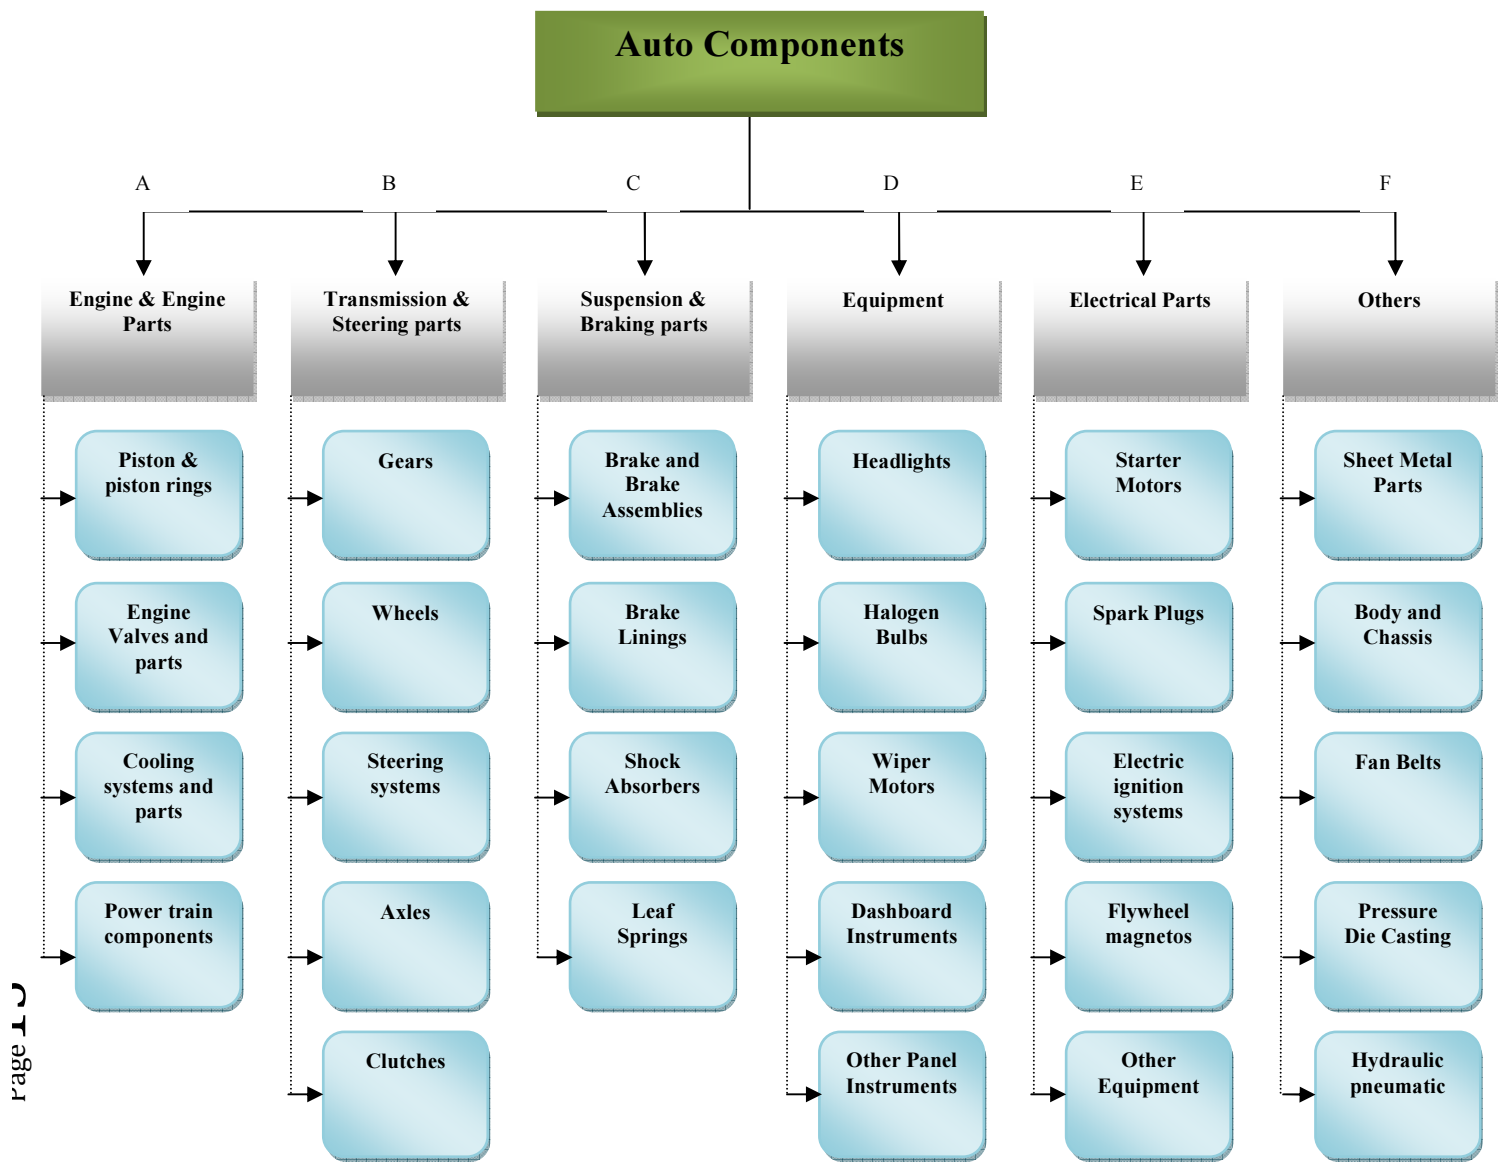 Auto Components
A
B
C
D
E
F
Engine & Engine
Parts
Transmission &
Steering parts
Suspension &
Braking parts
Equipment
Electrical Parts
Others
Piston &
piston rings
Engine
Valves and
parts
Cooling
systems and
parts
Power train
components
Gears
Wheels
Steering
systems
Axles
Clutches
Brake and
Brake
Assemblies
Brake
Linings
Shock
Absorbers
Leaf
Springs
Headlights
Halogen
Bulbs
Wiper
Motors
Dashboard
Instruments
Other Panel
Instruments
Starter
Motors
Spark Plugs
Electric
ignition
systems
Flywheel
magnetos
Other
Equipment
Sheet Metal
Parts
Body and
Chassis
Fan Belts
Pressure
Die Casting
Hydraulic
pneumatic
Page